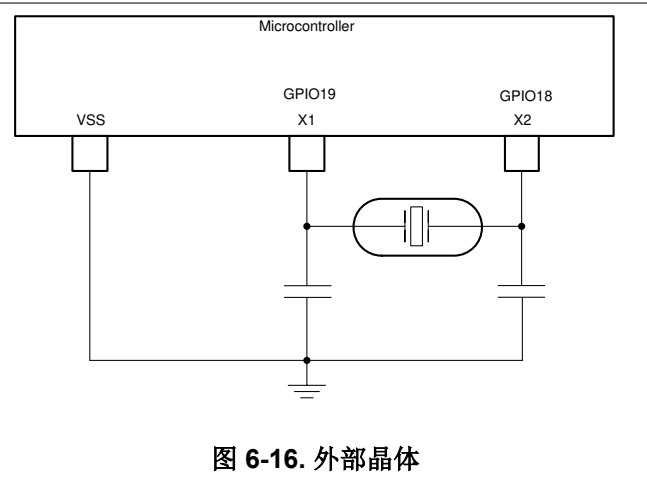 Microcontroller
GPIO19
GPIO18
VSS
X1
X2
图 6-16. 外部晶体